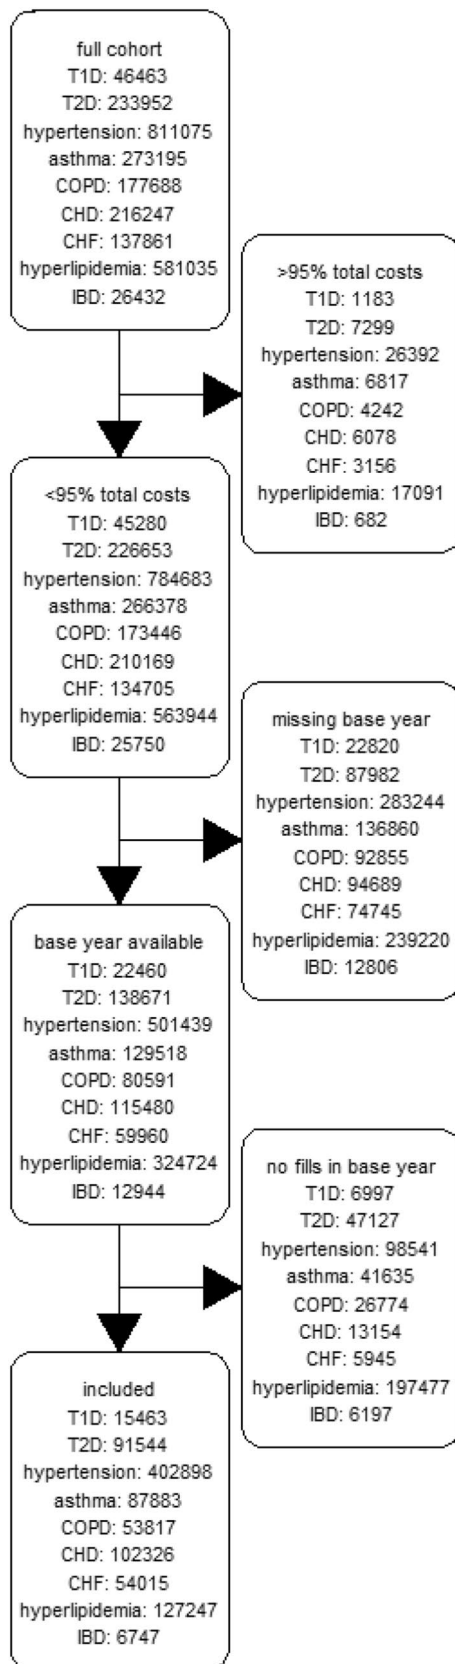 full cohort
T1D: 46463
T2D: 233952
hypertension: 811075
asthma: 273195
COPD: 177688
CHD: 216247
CHF: 137861
hyperlipidemia: 581035
IBD: 26432
>95% total costs
T1D: 1183
T2D: 7299
hypertension: 26392
asthma: 6817
COPD: 4242
CHD: 6078
CHF: 3156
hyperlipidemia: 17091
IBD: 682
<95% total costs
T1D: 45280
T2D: 226653
hypertension: 784683
asthma: 266378
COPD: 173446
CHD: 210169
CHF: 134705
hyperlipidemia: 563944
IBD: 25750
missing base year
T1D: 22820
T2D: 87982
hypertension: 283244
asthma: 136860
COPD: 92855
CHD: 94689
CHF: 74745
hyperlipidemia: 239220
IBD: 12806
base year available
T1D: 22460
T2D: 138671
hypertension: 501439
asthma: 129518
COPD: 80591
CHD: 115480
CHF: 59960
hyperlipidemia: 324724
IBD: 12944
no fills in base year
T1D: 6997
T2D: 47127
hypertension: 98541
asthma: 41635
COPD: 26774
CHD: 13154
CHF: 5945
hyperlipidemia: 197477
IBD: 6197
included
T1D: 15463
T2D: 91544
hypertension: 402898
asthma: 87883
COPD: 53817
CHD: 102326
CHF: 54015
hyperlipidemia: 127247
IBD: 6747